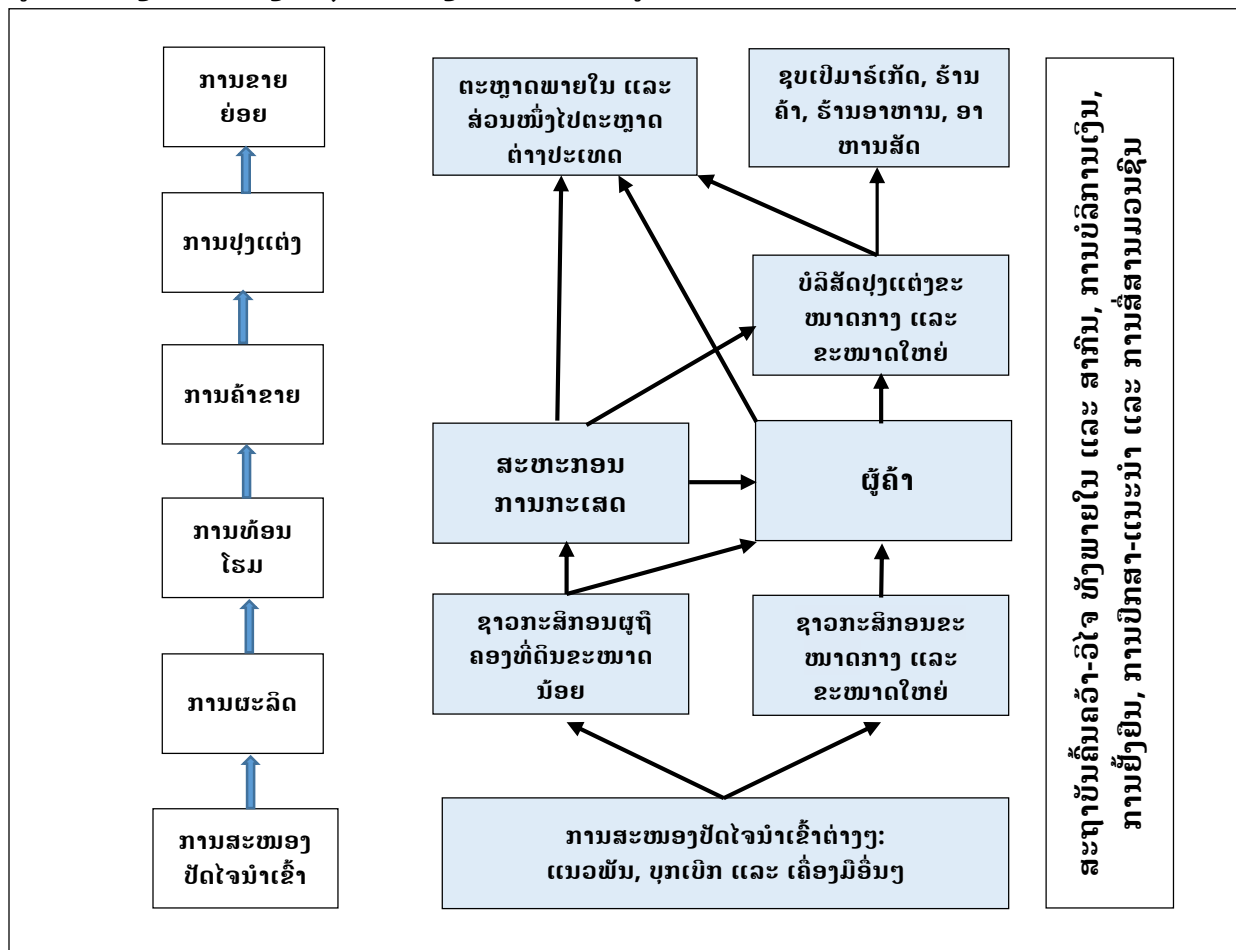 ການຂາຍ
ຍ່ອຍ
ການປຸງແຕ່ງ
ການຄ້າຂາຍ
ການທ້ອນ
ໂຮມ
ການຜະລິດ
ການສະໜອງ
ປັດໄຈນໍາເຂົ້າ
ຕະຫຼາດພາຍໃນ ແລະ
ສ່ວນໜຶ່ງໄປຕະຫຼາດ
ຕ່າງປະເທດ
ຊຸບເປີມາຣ໌ເກັດ, ຮ້ານ
ຄ້າ, ຮ້ານອາຫານ, ອາ
ຫານສັດ
ບໍລິສັດປຸງແຕ່ງຂະ
ໜາດກາງ ແລະ
ຂະໜາດໃຫຍ່
ສະຫະກອນ
ການກະເສດ
ຜູ້ຄ້າ
ຊາວກະສິກອນຜູຖື
ຄອງທີ່ດິນຂະໜາດ
ນ້ອຍ
ຊາວກະສິກອນຂະ
ໜາດກາງ ແລະ
ຂະໜາດໃຫຍ່
ການສະໜອງປັດໄຈນໍາເຂົ້າຕ່າງໆ:
ແນວພັນ, ບຸກເບີກ ແລະ ເຄື່ອງມືອື່ນໆ
ສະຖາບັນຄົ້ນຄວ້າ-ວິໄຈ ທັງພາຍໃນ ແລະ ສາກົນ, ການບໍລິການເງິນ,
ການຢັ້ງຢືນ, ການປຶກສາ-ແນະນໍາ ແລະ ການສື່ສານມວນຊົນ